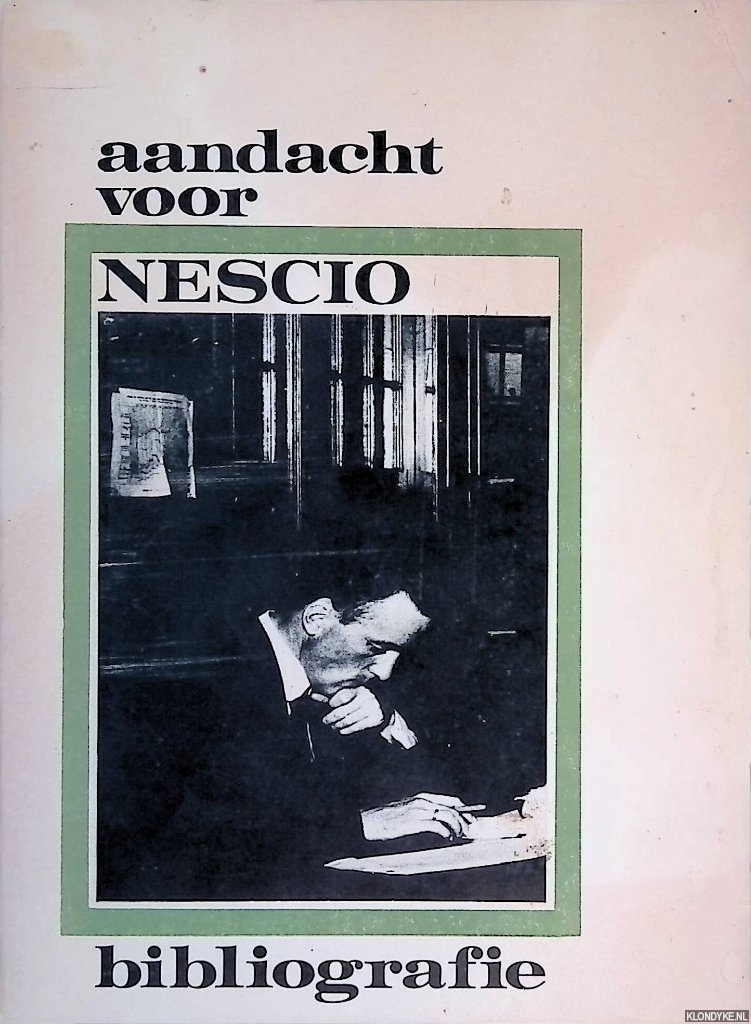 aandacht
voor
NESCIO
bibliografie
KLONDYKE.NL